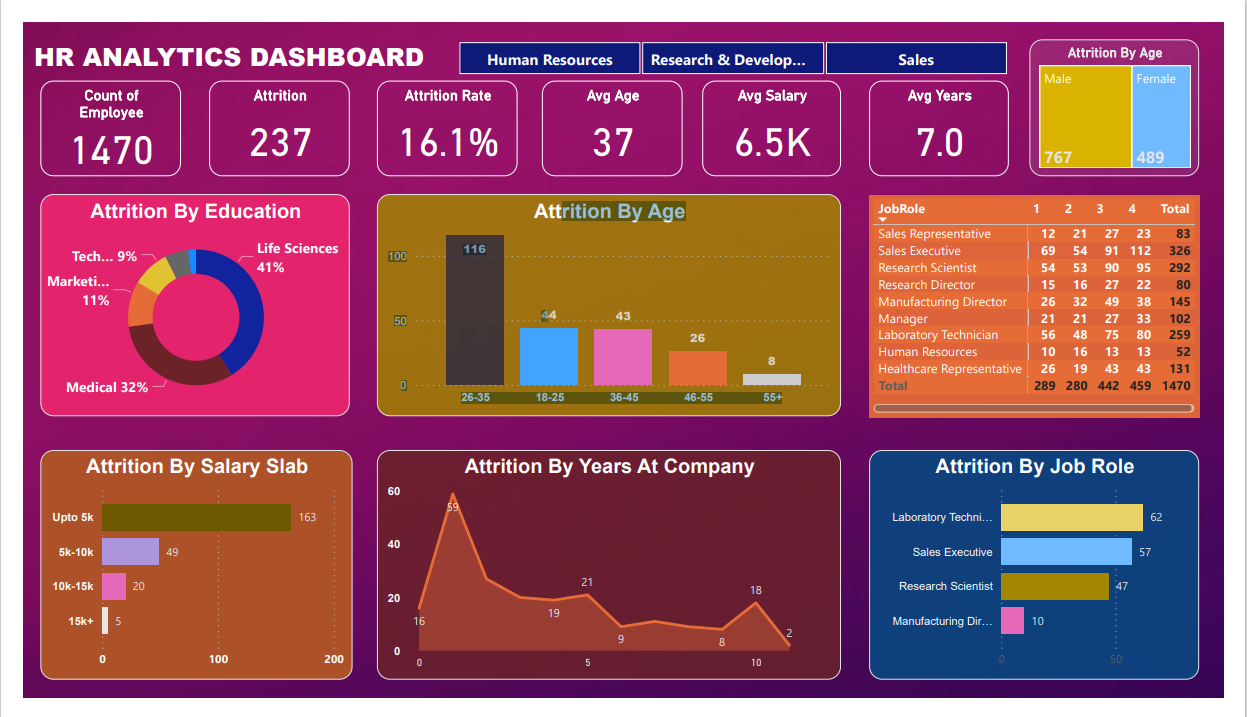 HR ANALYTICS DASHBOARD
Human Resources
Research & Develop...
Sales
Attrition By Age
Male
Female
767
489
Count of
Employee
1470
Attrition
237
Attrition Rate
16.1%
Avg Age
37
Avg Salary
6.5K
Avg Years
7.0
Attrition By Education
Life Sciences
41%
Tech... 9%
Marketi...
11%
Medical 32%
Attrition By Age
100
50
0
116
44
43
26
8
26-35 18-25 36-45 46-55 55+
JobRole 1 2 3 4 Total
Sales Representative 12 21 27 23 83
Sales Executive 69 54 91 112 326
Research Scientist 54 53 90 95 292
Research Director 15 16 27 22 80
Manufacturing Director 26 32 49 38 145
Manager 21 21 27 33 102
Laboratory Technician 56 48 75 80 259
Human Resources 10 16 13 13 52
Healthcare Representative 26 19 43 43 131
Total 289 280 442 459 1470
Attrition By Salary Slab
Upto 5k 163
5k-10k 49
10k-15k 20
15k+ 5
0 100 200
Attrition By Years At Company
60
40
20
0
16
59
19
21
9
8
18
2
0 5 10
Attrition By Job Role
Laboratory Techni... 62
Sales Executive 57
Research Scientist 47
Manufacturing Dir... 10
0 50